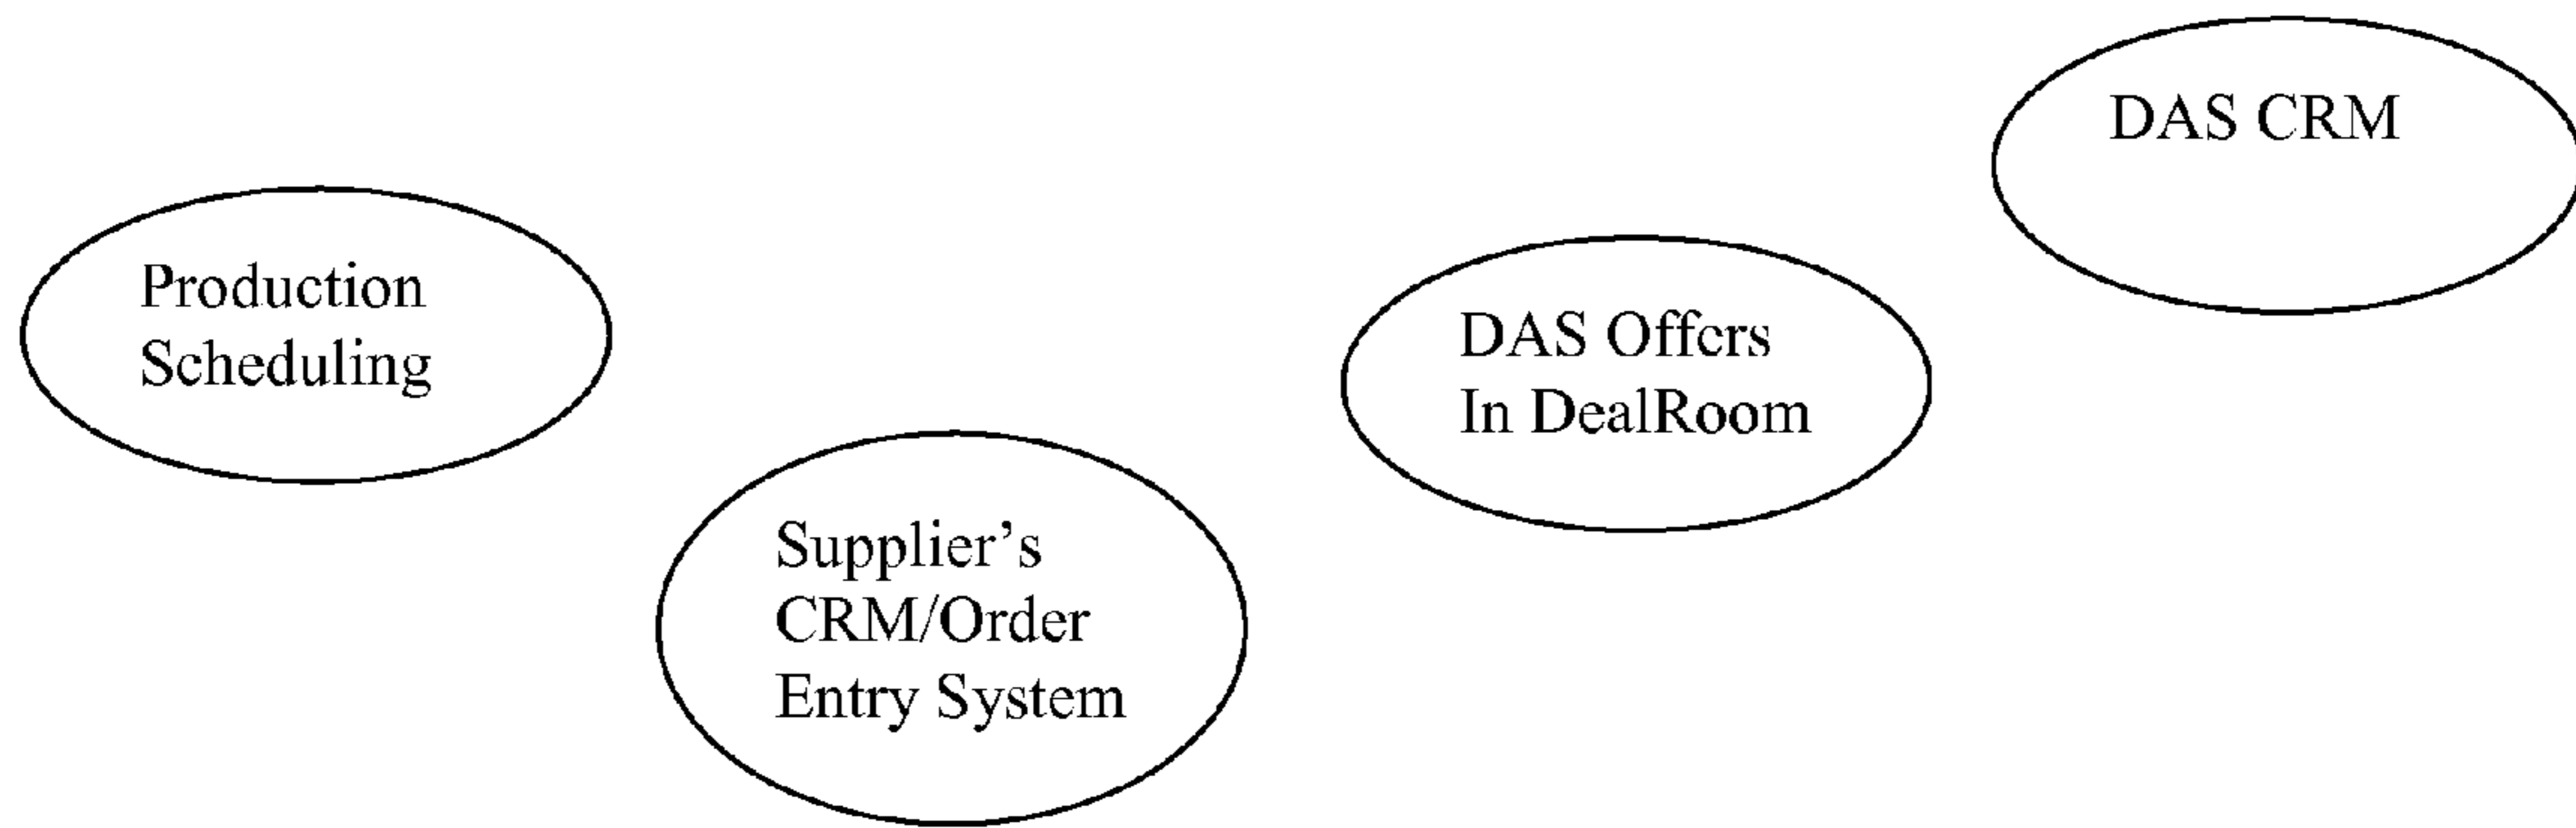 Production
Scheduling
Supplier's
CRM/Order
Entry System
DAS Offers
In DealRoom
DAS CRM